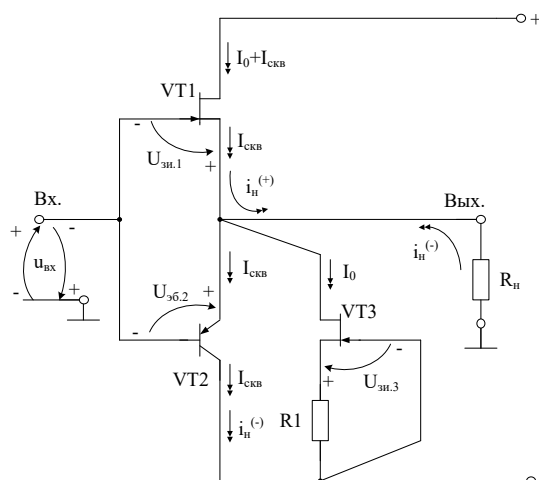 +
I₀+Iскв
VT1
-
Iскв
Uзи.1
+
iн⁽⁺⁾
Вх.
Вых.
+
-
iн⁽⁻⁾
uвх
Iскв
I₀
Rн
Uэб.2
+
-
+
VT3
-
-
VT2
Iскв
+
Uзи.3
iн⁽⁻⁾
R1